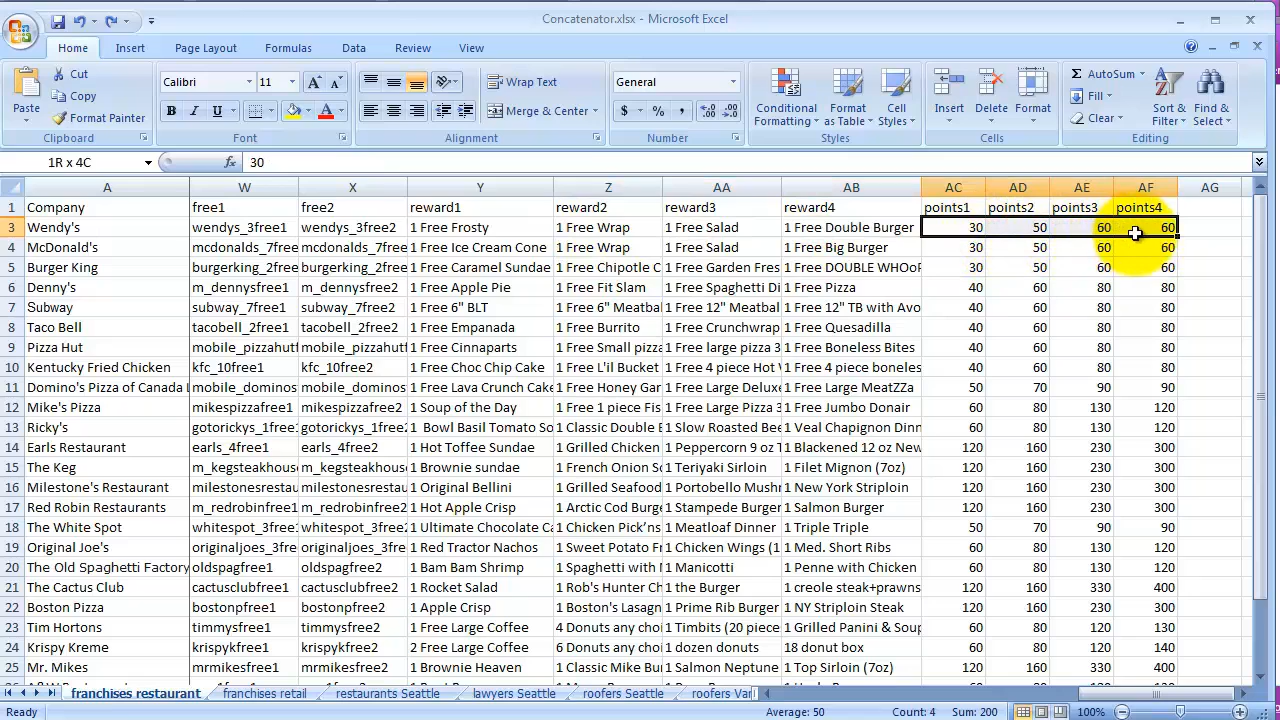 Concatenator.xlsx - Microsoft Excel
Home Insert Page Layout Formulas Data Review View
Paste Cut Copy Format Painter Clipboard
Calibri 11 A A B I U A Font
Wrap Text Merge & Center Alignment
General $ % , Number
Conditional Formatting Format as Table Cell Styles Styles
Insert Delete Format Cells
Σ AutoSum Fill Clear Sort & Filter Find & Select Editing
1R x 4C fx 30
A W X Y Z AA AB AC AD AE AF AG
1 Company free1 free2 reward1 reward2 reward3 reward4 points1 points2 points3 points4
3 Wendy's wendys_3free1 wendys_3free2 1 Free Frosty 1 Free Wrap 1 Free Salad 1 Free Double Burger 30 50 60 60
4 McDonald's mcdonalds_7free1 mcdonalds_7free2 1 Free Ice Cream Cone 1 Free Wrap 1 Free Salad 1 Free Big Burger 30 50 60 60
5 Burger King burgerking_2free1 burgerking_2free2 1 Free Caramel Sundae 1 Free Chipotle C 1 Free Garden Fres 1 Free DOUBLE WHOoP 30 50 60 60
6 Denny's m_dennysfree1 m_dennysfree2 1 Free Apple Pie 1 Free Fit Slam 1 Free Spaghetti Di 1 Free Pizza 40 60 80 80
7 Subway subway_7free1 subway_7free2 1 Free 6" BLT 1 Free 6" Meatbal 1 Free 12" Meatbal 1 Free 12" TB with Avo 40 60 80 80
8 Taco Bell tacobell_2free1 tacobell_2free2 1 Free Empanada 1 Free Burrito 1 Free Crunchwrap 1 Free Quesadilla 40 60 80 80
9 Pizza Hut mobile_pizzahut mobile_pizzahut 1 Free Cinnaparts 1 Free Small pizza 1 Free large pizza 3 1 Free Boneless Bites 40 60 80 80
10 Kentucky Fried Chicken kfc_10free1 kfc_10free2 1 Free Choc Chip Cake 1 Free L'il Bucket 1 Free 4 piece Hot 1 Free 4 piece boneles 40 60 80 80
11 Domino's Pizza of Canada L mobile_dominos mobile_dominos 1 Free Lava Crunch Cake 1 Free Honey Gar 1 Free Large Deluxe 1 Free Large MeatZZa 50 70 90 90
12 Mike's Pizza mikespizzafree1 mikespizzafree2 1 Soup of the Day 1 Free 1 piece Fis 1 Free Large Pizza 3 1 Free Jumbo Donair 60 80 130 120
13 Ricky's gotorickys_1free1 gotorickys_1free2 1 Bowl Basil Tomato So 1 Classic Double 1 Slow Roasted Bee 1 Veal Chapignon Dinn 60 80 130 120
14 Earls Restaurant earls_4free1 earls_4free2 1 Hot Toffee Sundae 1 Grilled Chicken 1 Peppercorn 9 oz 1 Blackened 12 oz New 120 160 230 300
15 The Keg m_kegsteakhous m_kegsteakhous 1 Brownie sundae 1 French Onion So 1 Teriyaki Sirloin 1 Filet Mignon (7oz) 120 160 230 300
16 Milestone's Restaurant milestonesresta milestonesresta 1 Original Bellini 1 Grilled Seafood 1 Portobello Mush 1 New York Striploin 120 160 230 300
17 Red Robin Restaurants m_redrobinfree1 m_redrobinfree2 1 Hot Apple Crisp 1 Arctic Cod Burg 1 Stampede Burger 1 Salmon Burger 120 160 230 300
18 The White Spot whitespot_3free1 whitespot_3free2 1 Ultimate Chocolate Ca 1 Chicken Pick'ns 1 Meatloaf Dinner 1 Triple Triple 50 70 90 90
19 Original Joe's originaljoes_3free originaljoes_3free 1 Red Tractor Nachos 1 Sweet Potato Fr 1 Chicken Wings (1 1 Med. Short Ribs 60 80 130 120
20 The Old Spaghetti Factory oldspagfree1 oldspagfree2 1 Bam Bam Shrimp 1 Spaghetti with 1 Manicotti 1 Penne with Chicken 60 80 130 120
21 The Cactus Club cactusclubfree1 cactusclubfree2 1 Rocket Salad 1 Rob's Hunter Ch 1 the Burger 1 creole steak+prawns 120 160 330 400
22 Boston Pizza bostonpfree1 bostonpfree2 1 Apple Crisp 1 Boston's Lasagn 1 Prime Rib Burger 1 NY Striploin Steak 120 160 230 300
23 Tim Hortons timmysfree1 timmysfree2 1 Free Large Coffee 4 Donuts any choi 1 Timbits (20 piece 1 Grilled Panini & Soup 60 80 120 130
24 Krispy Kreme krispykfree1 krispykfree2 2 Free Large Coffee 6 Donuts any choi 1 dozen donuts 18 donut box 60 80 120 140
25 Mr. Mikes mrmikesfree1 mrmikesfree2 1 Brownie Heaven 1 Classic Mike Bu 1 Salmon Neptune 1 Top Sirloin (7oz) 120 160 330 400
franchises restaurant franchises retail restaurants Seattle lawyers Seattle roofers Seattle roofers Van
Ready Average: 50 Count: 4 Sum: 200 100%